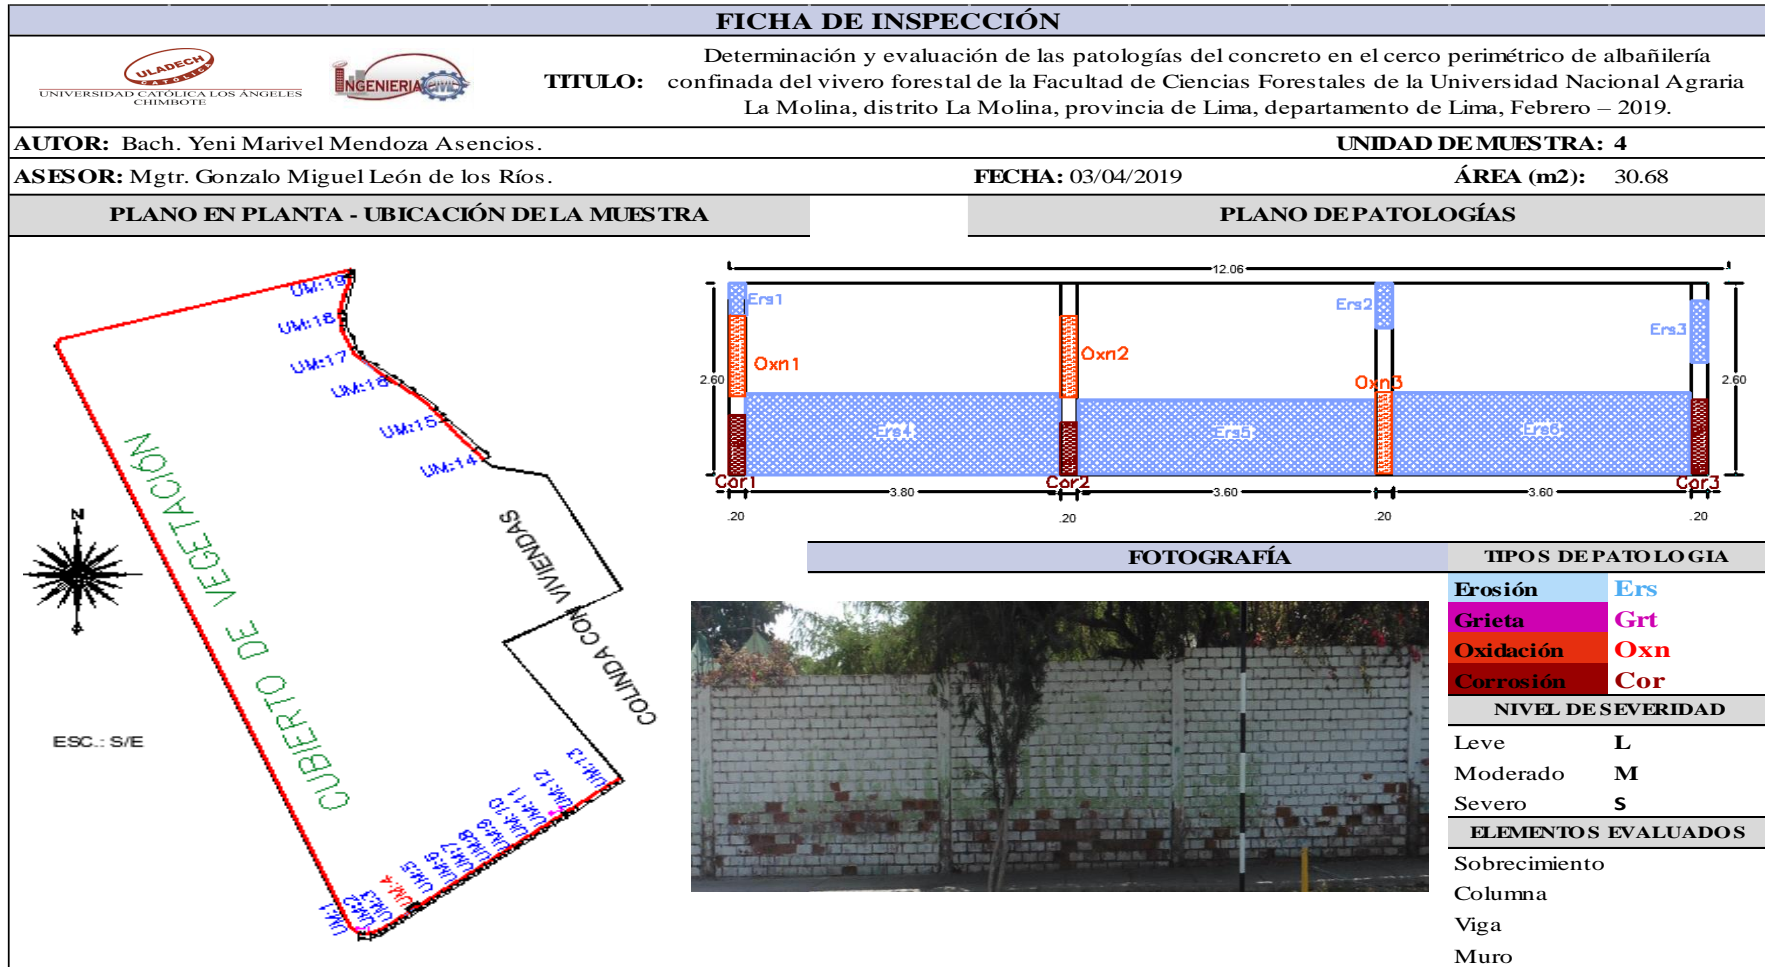 FICHA DE INSPECCIÓN
ULADECH
CATÓLICA
UNIVERSIDAD CATÓLICA LOS ÁNGELES
CHIMBOTE
INGENIERIA CIVIL
TITULO:
Determinación y evaluación de las patologías del concreto en el cerco perimétrico de albañilería
confinada del vivero forestal de la Facultad de Ciencias Forestales de la Universidad Nacional Agraria
La Molina, distrito La Molina, provincia de Lima, departamento de Lima, Febrero – 2019.
AUTOR: Bach. Yeni Marivel Mendoza Asencios.
UNIDAD DE MUESTRA: 4
ASESOR: Mgtr. Gonzalo Miguel León de los Ríos.
FECHA: 03/04/2019
ÁREA (m2): 30.68
PLANO EN PLANTA - UBICACIÓN DE LA MUESTRA
PLANO DE PATOLOGÍAS
UM:19
UM:18
UM:17
UM:16
UM:15
UM:14
CUBIERTO DE VEGETACIÓN
COLINDA CON VIVIENDAS
N
ESC.: S/E
UM:1
UM:2
UM:3
UM:4
UM:5
UM:6
UM:7
UM:8
UM:9
UM:10
UM:11
UM:12
UM:13
12.06
Ers1
Ers2
Ers3
Oxn1
Oxn2
Oxn3
2.60
2.60
Ers4
Ers5
Ers6
Cor1
Cor2
Cor3
3.80
3.60
3.60
.20
.20
.20
.20
FOTOGRAFÍA
TIPOS DE PATOLOGIA
Erosión Ers
Grieta Grt
Oxidación Oxn
Corrosión Cor
NIVEL DE SEVERIDAD
Leve L
Moderado M
Severo S
ELEMENTOS EVALUADOS
Sobrecimiento
Columna
Viga
Muro